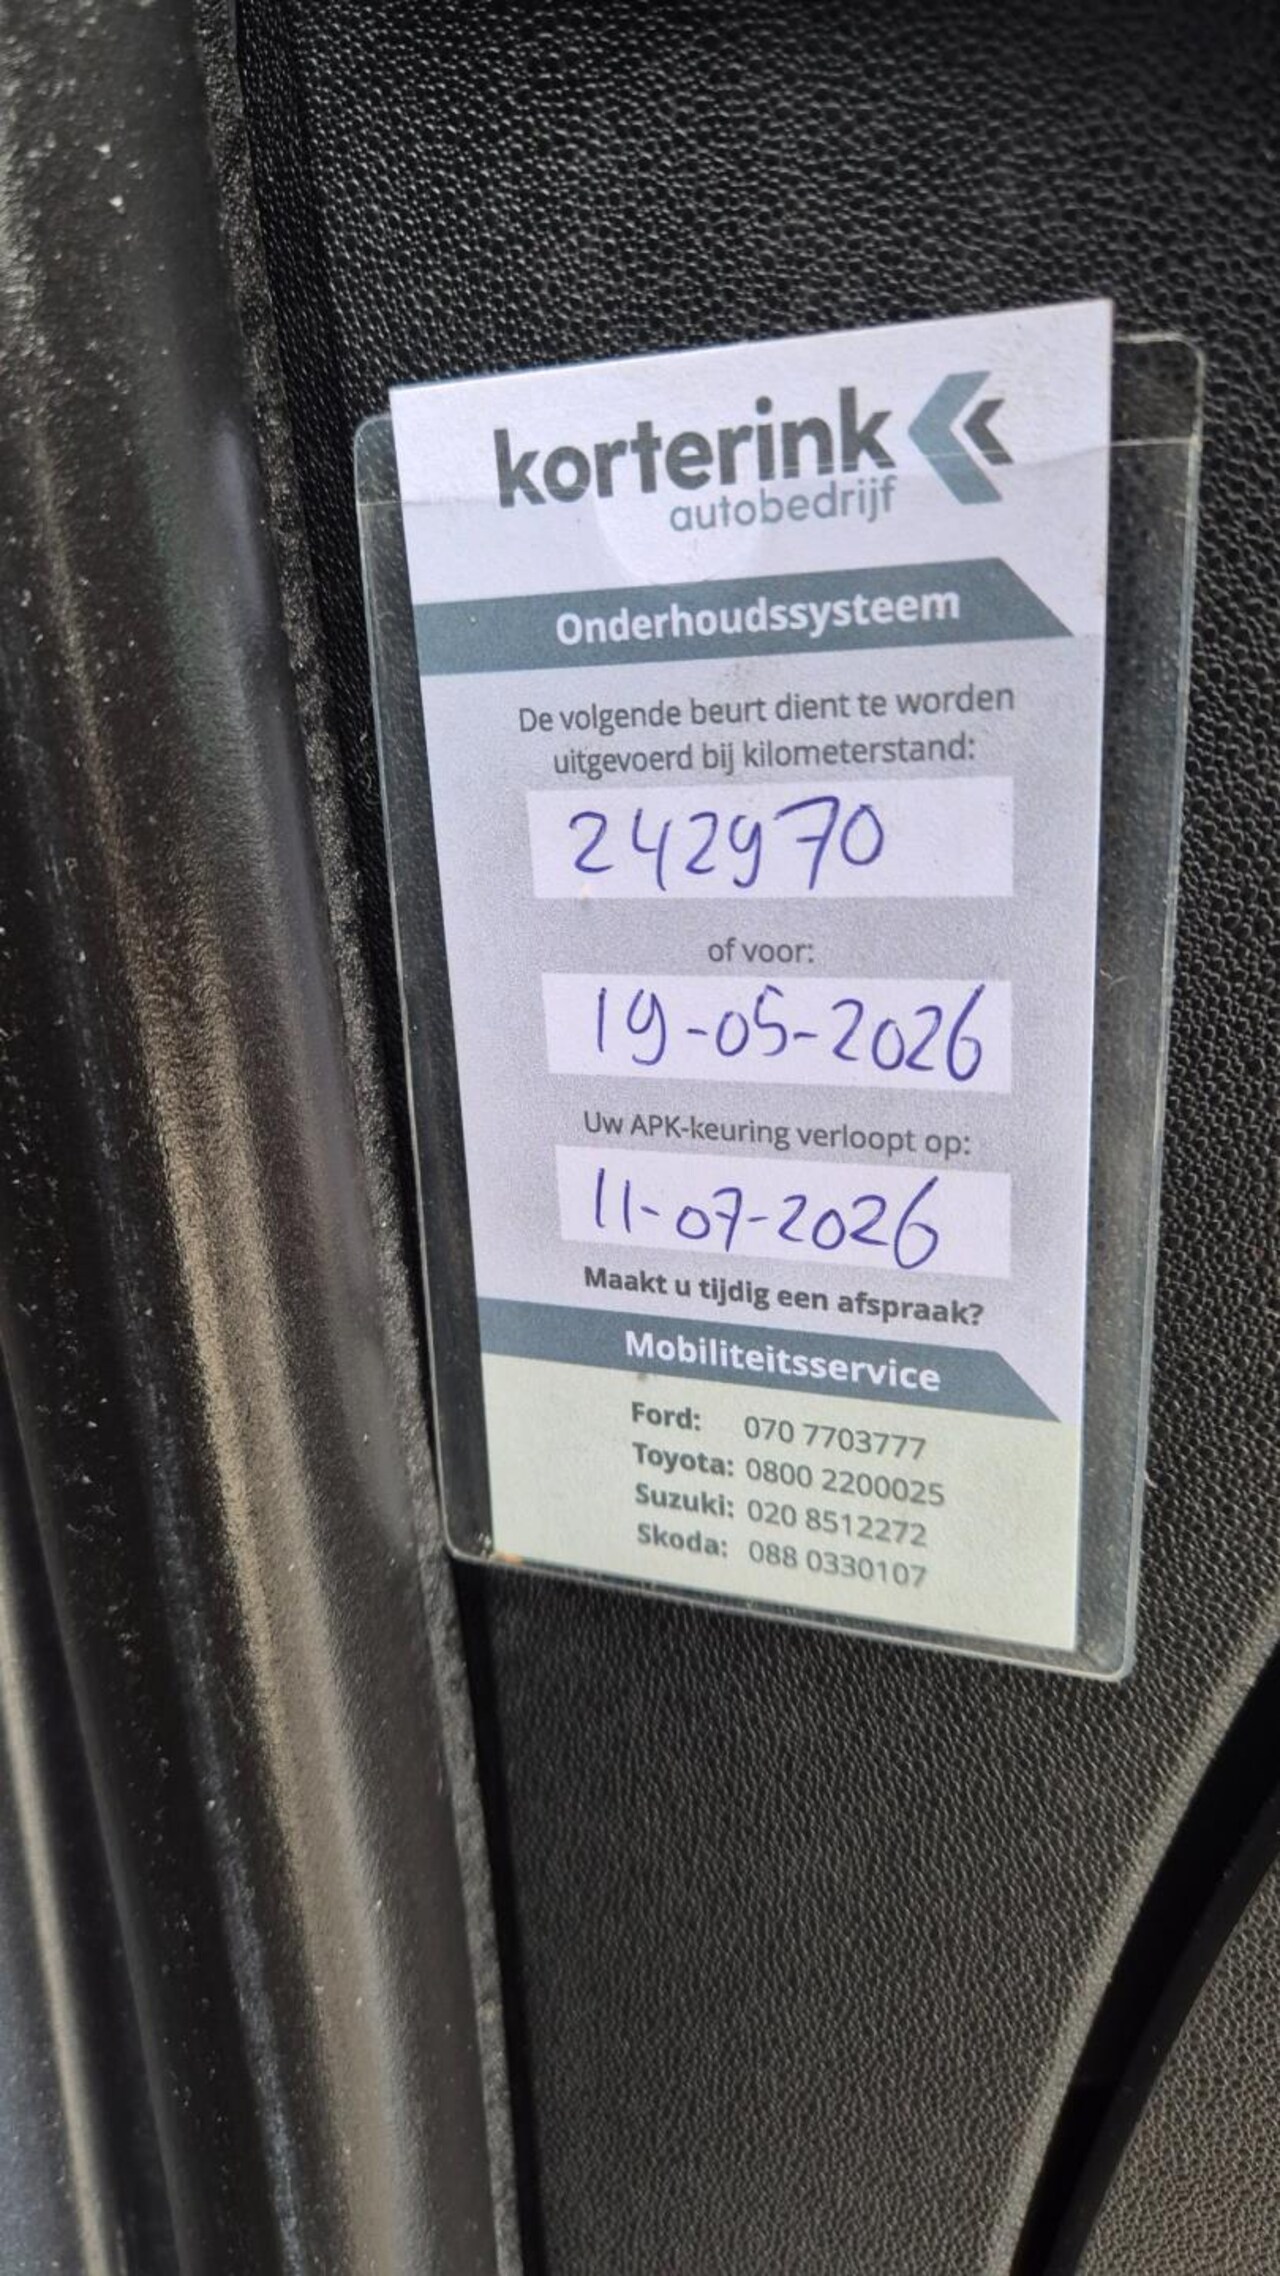 korterink
autobedrijf
Onderhoudssysteem
De volgende beurt dient te worden
uitgevoerd bij kilometerstand:
242970
of voor:
19-05-2026
Uw APK-keuring verloopt op:
11-07-2026
Maakt u tijdig een afspraak?
Mobiliteitsservice
Ford: 070 7703777
Toyota: 0800 2200025
Suzuki: 020 8512272
Skoda: 088 0330107